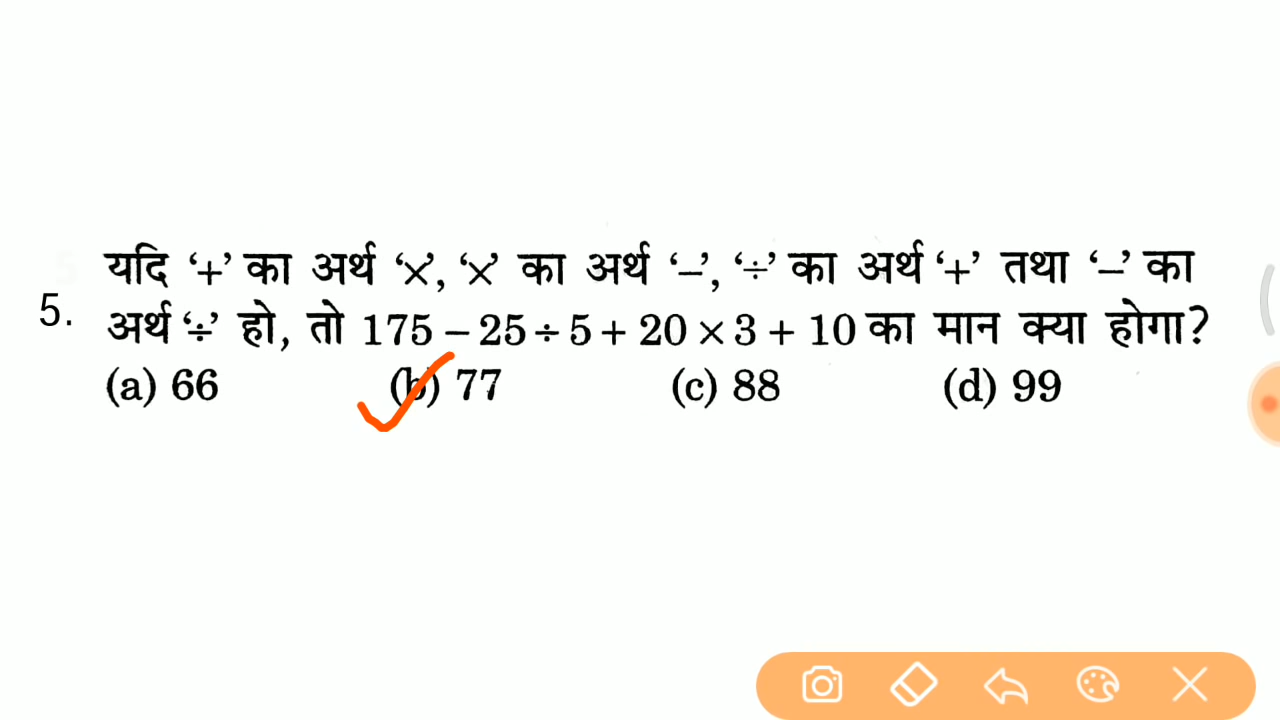 यदि ‘+’ का अर्थ ‘×’, ‘×’ का अर्थ ‘–’, ‘÷’ का अर्थ ‘+’ तथा ‘–’ का
5. अर्थ ‘÷’ हो, तो 175 – 25 ÷ 5 + 20 × 3 + 10 का मान क्या होगा?
(a) 66 (b) 77 (c) 88 (d) 99